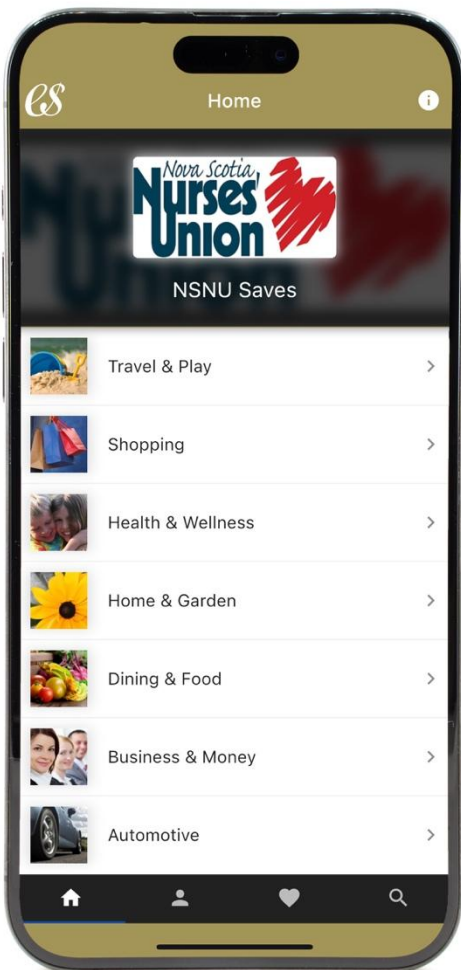 es
Home
i
Nova Scotia
Nurses'
Union
NSNU Saves
Travel & Play
Shopping
Health & Wellness
Home & Garden
Dining & Food
Business & Money
Automotive